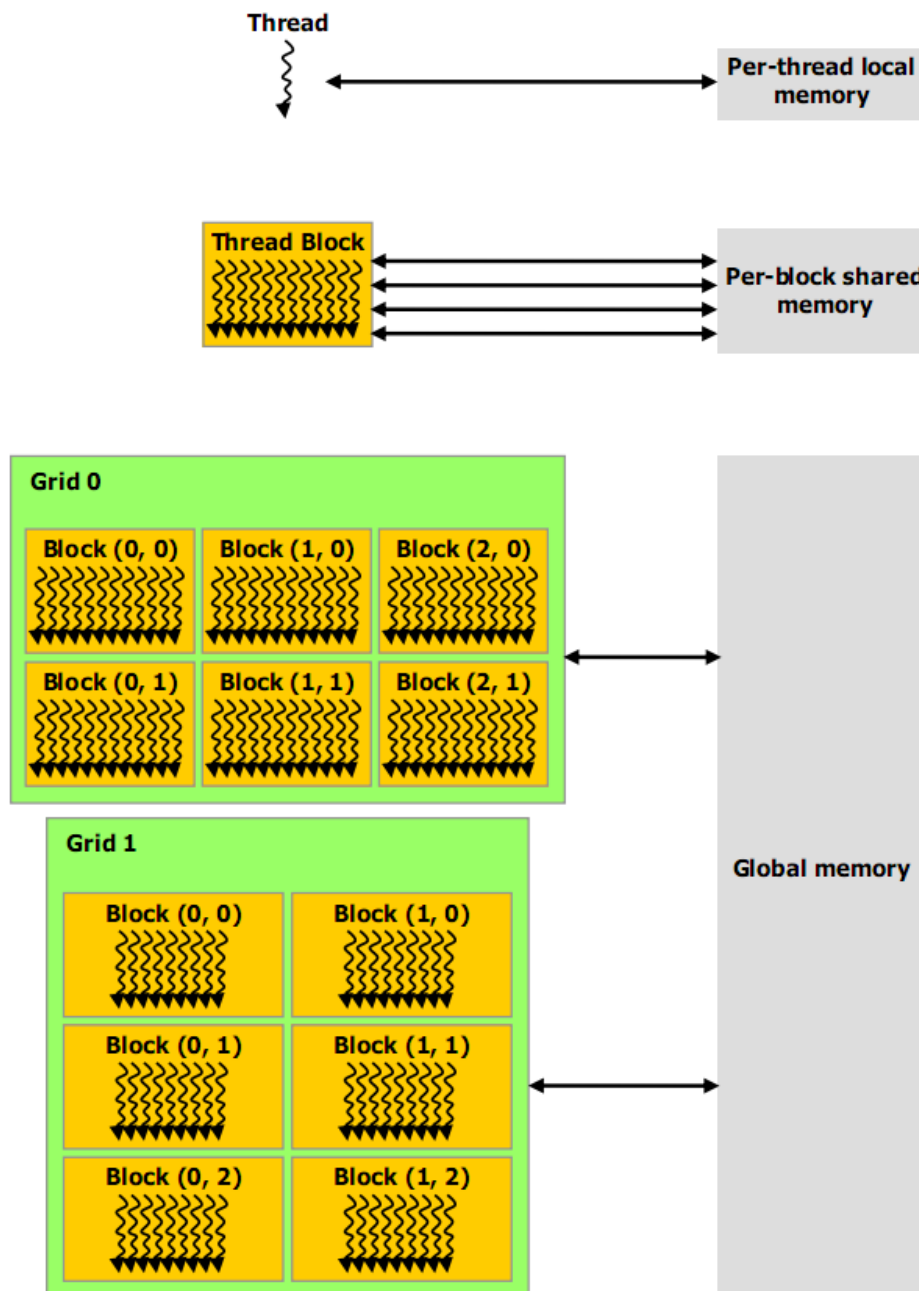 Thread
Per-thread local
memory
Thread Block
Per-block shared
memory
Grid 0
Block (0, 0) Block (1, 0) Block (2, 0)
Block (0, 1) Block (1, 1) Block (2, 1)
Grid 1
Global memory
Block (0, 0) Block (1, 0)
Block (0, 1) Block (1, 1)
Block (0, 2) Block (1, 2)